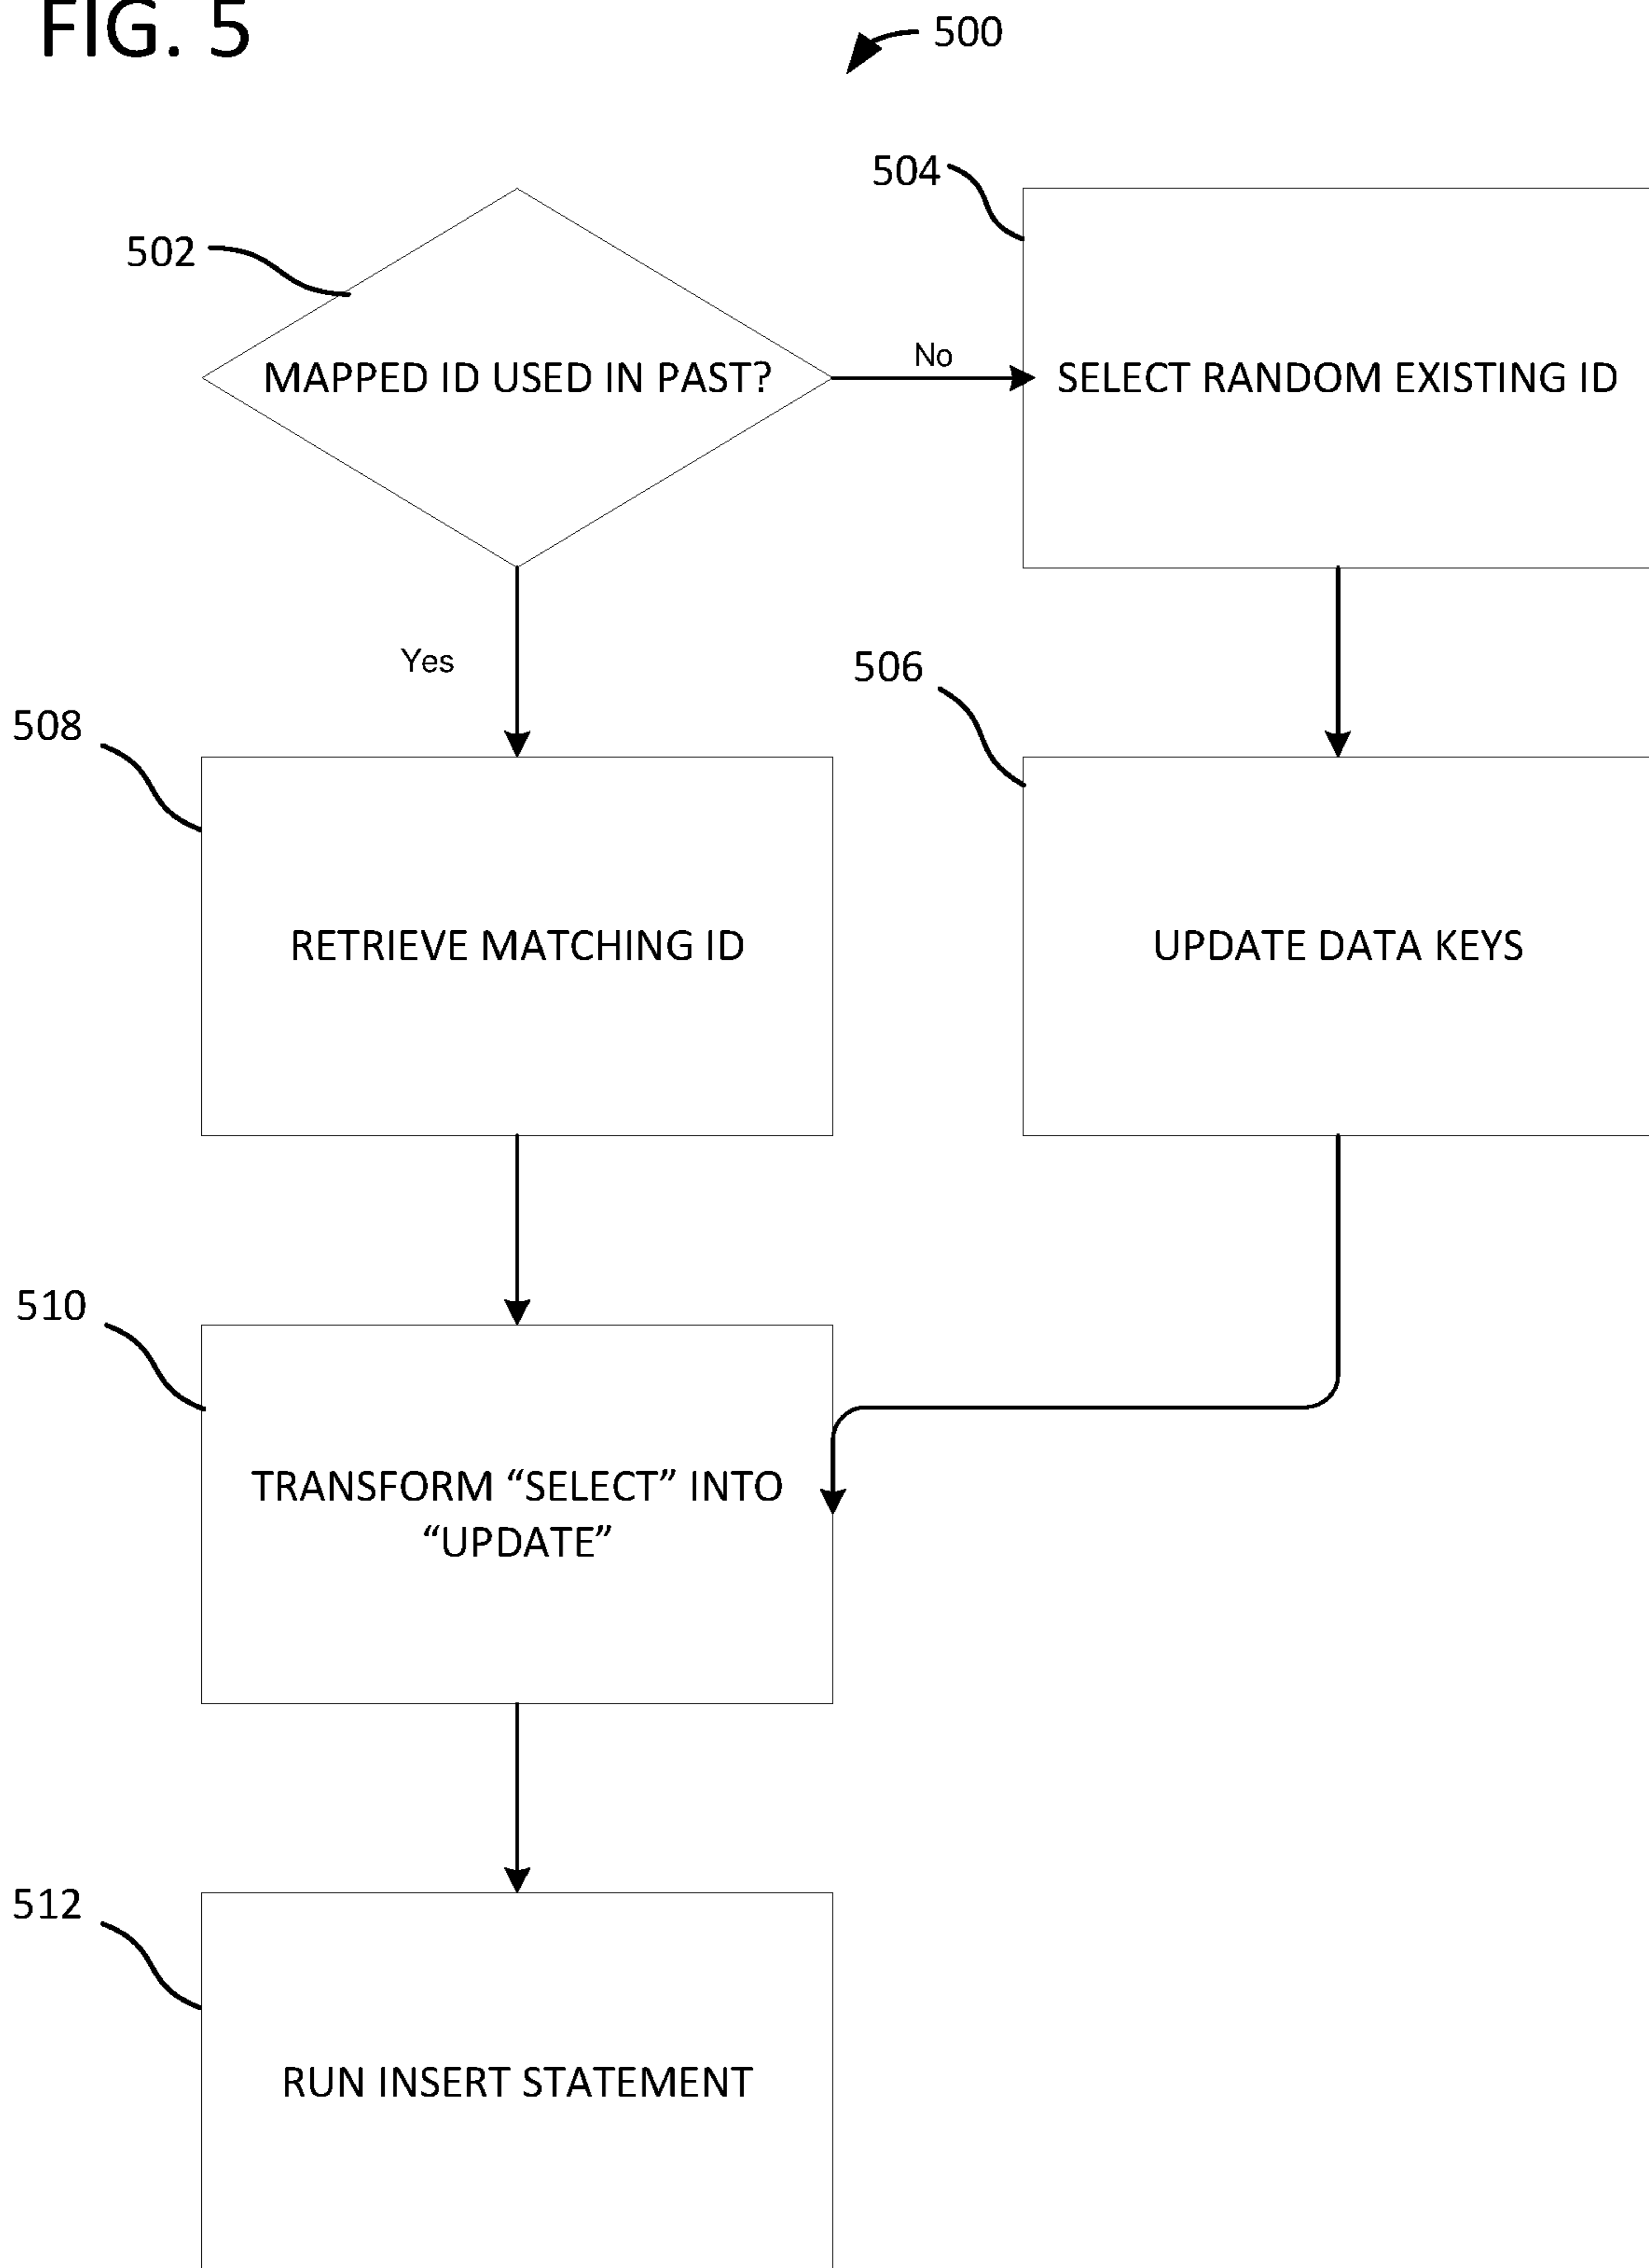 FIG. 5
500
504
502
MAPPED ID USED IN PAST?
No
SELECT RANDOM EXISTING ID
Yes
506
508
RETRIEVE MATCHING ID
UPDATE DATA KEYS
510
TRANSFORM “SELECT” INTO
“UPDATE”
512
RUN INSERT STATEMENT